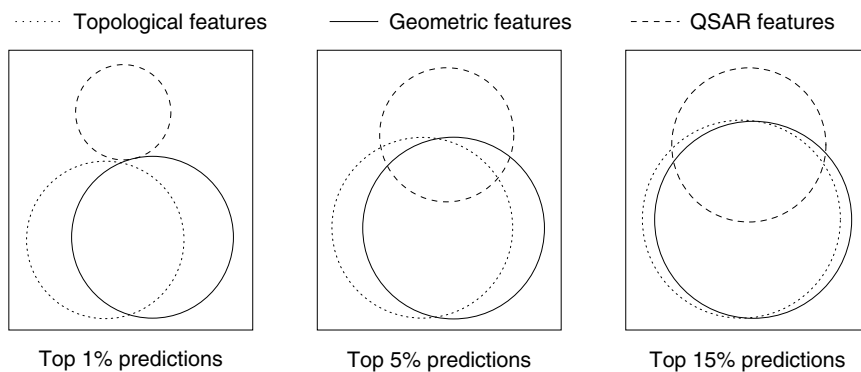 Topological features
Geometric features
QSAR features
Top 1% predictions
Top 5% predictions
Top 15% predictions